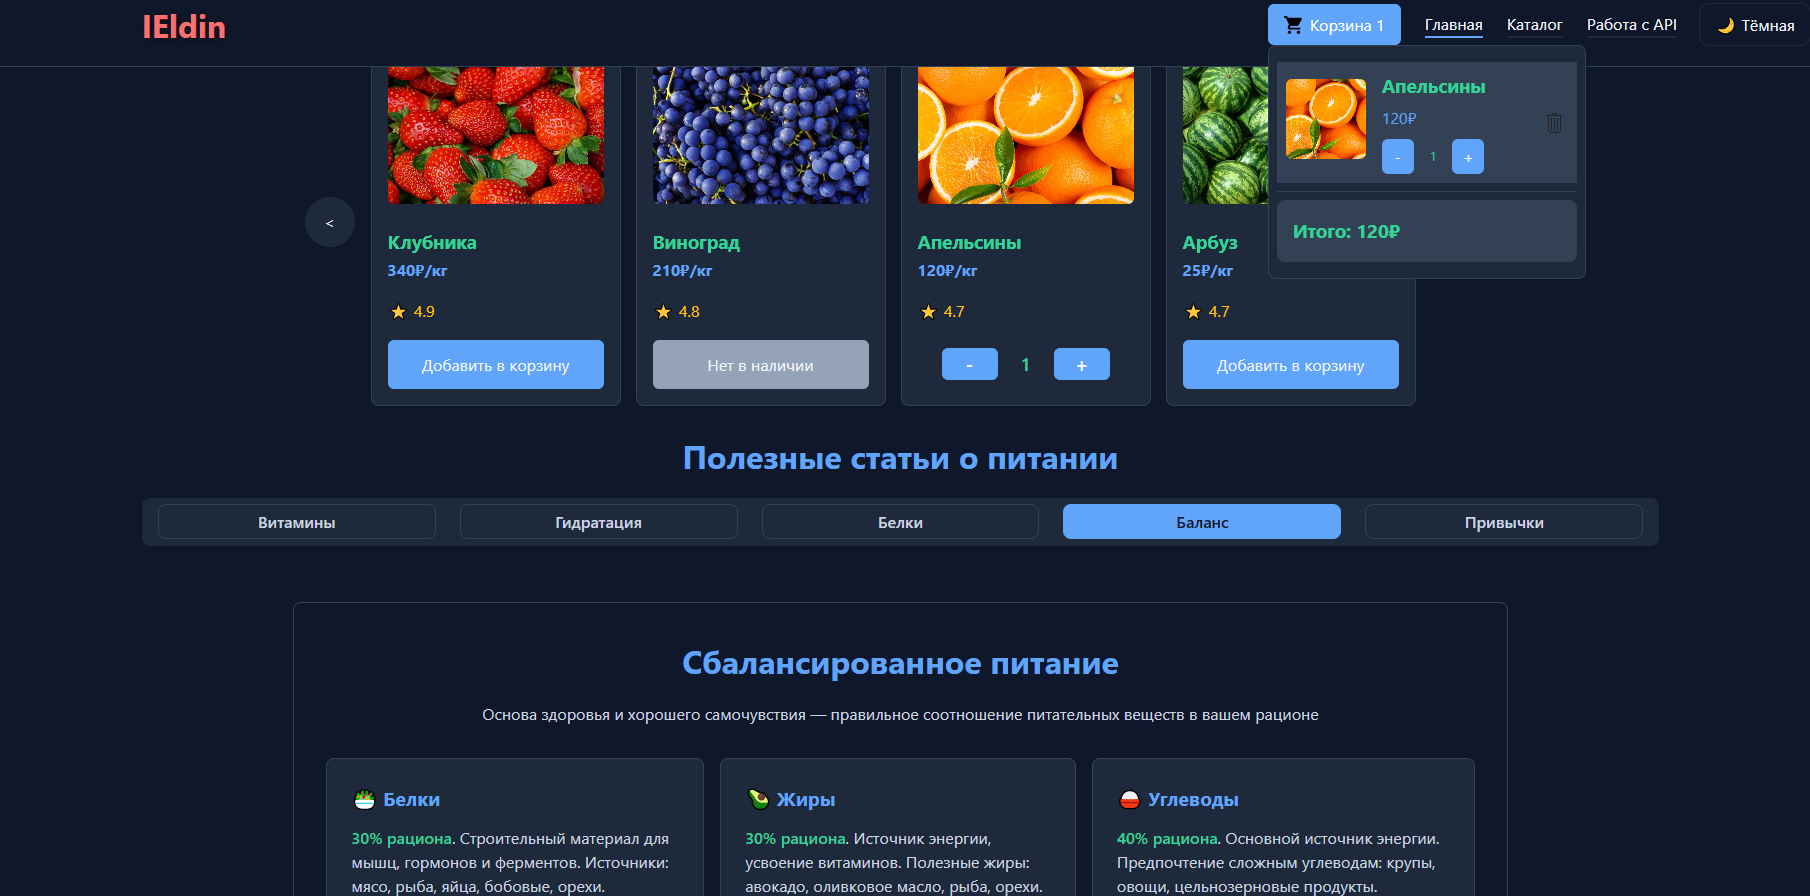 IEldin
Корзина 1
Главная
Каталог
Работа с API
Тёмная
Апельсины
120₽
-
1
+
Итого: 120₽
<
Клубника
340₽/кг
4.9
Добавить в корзину
Виноград
210₽/кг
4.8
Нет в наличии
Апельсины
120₽/кг
4.7
-
1
+
Арбуз
25₽/кг
4.7
Добавить в корзину
Полезные статьи о питании
Витамины
Гидратация
Белки
Баланс
Привычки
Сбалансированное питание
Основа здоровья и хорошего самочувствия — правильное соотношение питательных веществ в вашем рационе
Белки
30% рациона. Строительный материал для
мышц, гормонов и ферментов. Источники:
мясо, рыба, яйца, бобовые, орехи.
Жиры
30% рациона. Источник энергии,
усвоение витаминов. Полезные жиры:
авокадо, оливковое масло, рыба, орехи.
Углеводы
40% рациона. Основной источник энергии.
Предпочтение сложным углеводам: крупы,
овощи, цельнозерновые продукты.